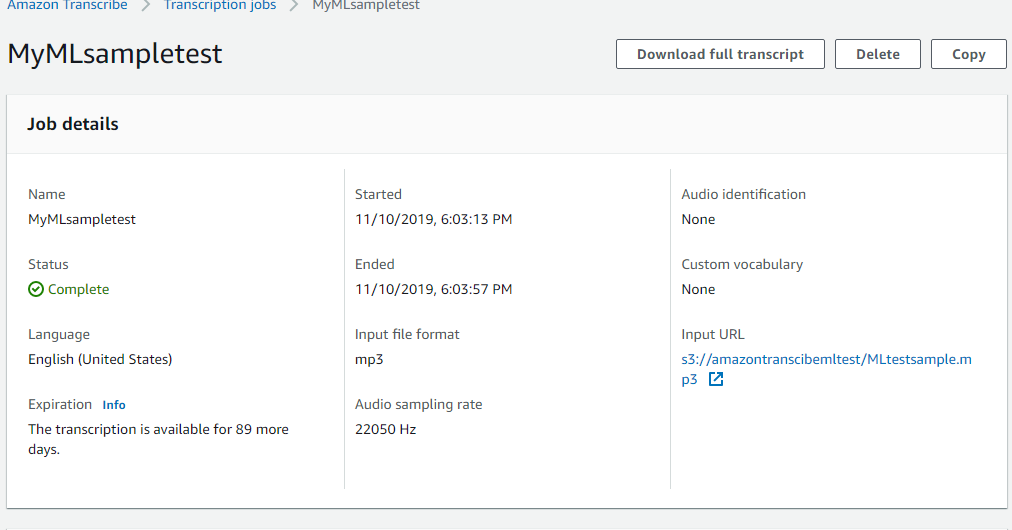 Amazon Transcribe > Transcription jobs > MyMLsampletest
MyMLsampletest
Download full transcript
Delete
Copy
Job details
Name
MyMLsampletest
Status
Complete
Language
English (United States)
Expiration Info
The transcription is available for 89 more
days.
Started
11/10/2019, 6:03:13 PM
Ended
11/10/2019, 6:03:57 PM
Input file format
mp3
Audio sampling rate
22050 Hz
Audio identification
None
Custom vocabulary
None
Input URL
s3://amazontranscibemltest/MLtestsample.m
p3